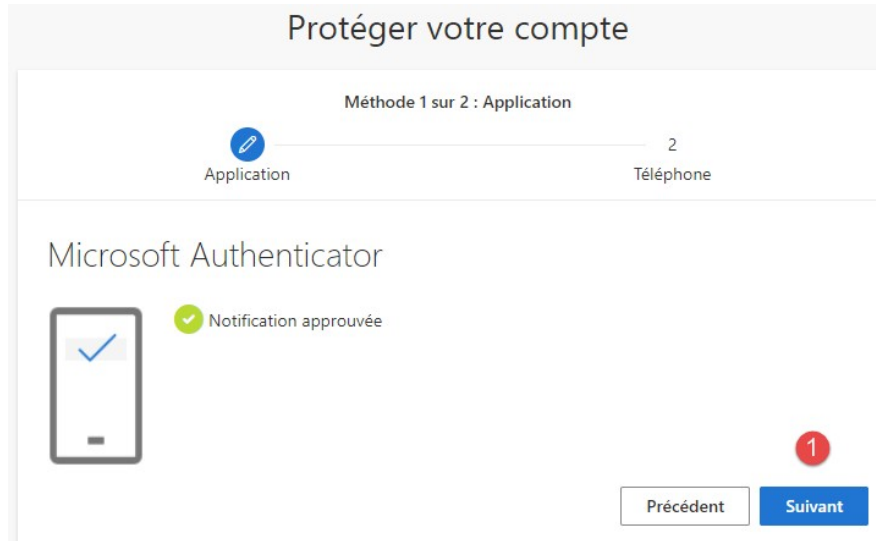 Protéger votre compte
Méthode 1 sur 2 : Application
2
Application
Téléphone
Microsoft Authenticator
Notification approuvée
1
Précédent
Suivant